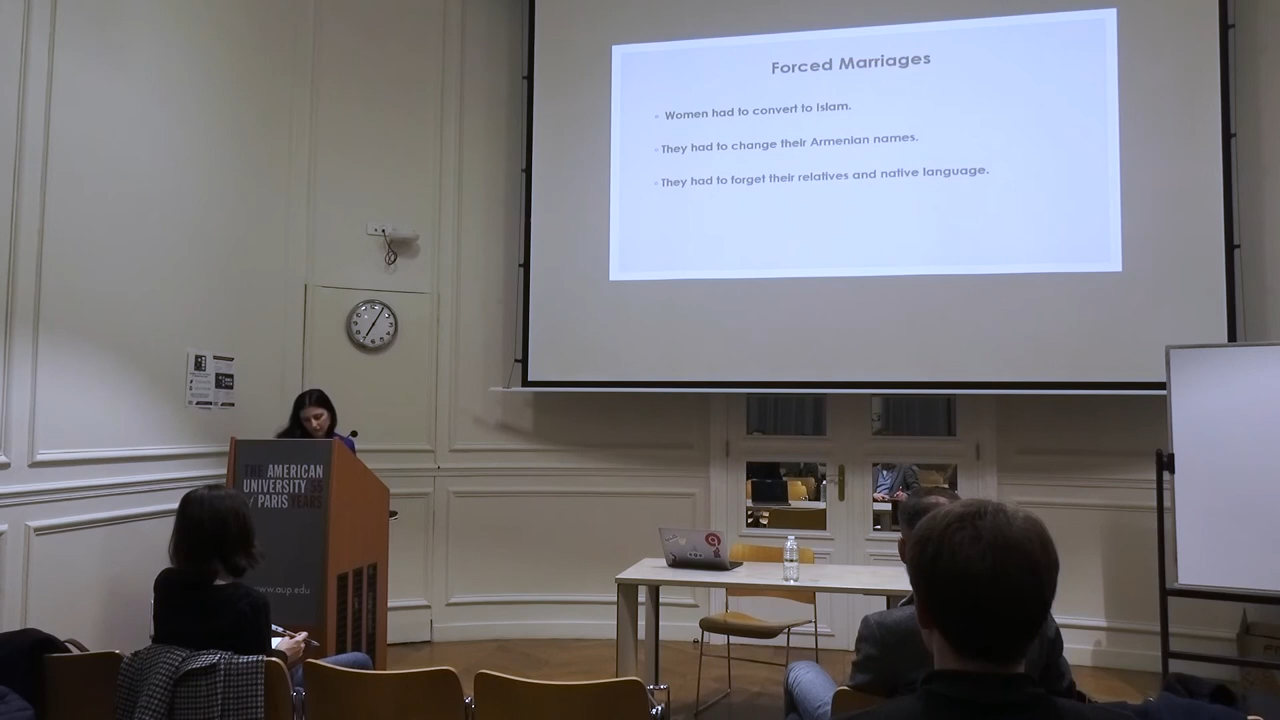 Forced Marriages
Women had to convert to Islam.
They had to change their Armenian names.
They had to forget their relatives and native language.
THE AMERICAN
UNIVERSITY 55
of PARIS YEARS
www.aup.edu